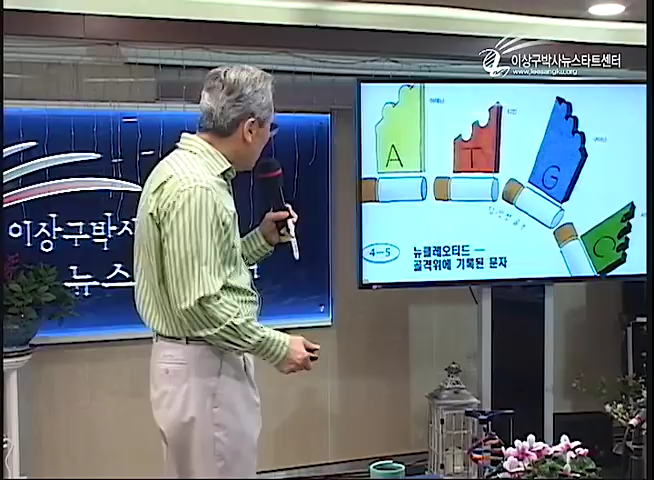 이상구박사뉴스타트센터
www.leesangku.org
이상구박사
뉴스
A
T
G
C
4-5
뉴클레오티드 —
골격위에 기록된 문자